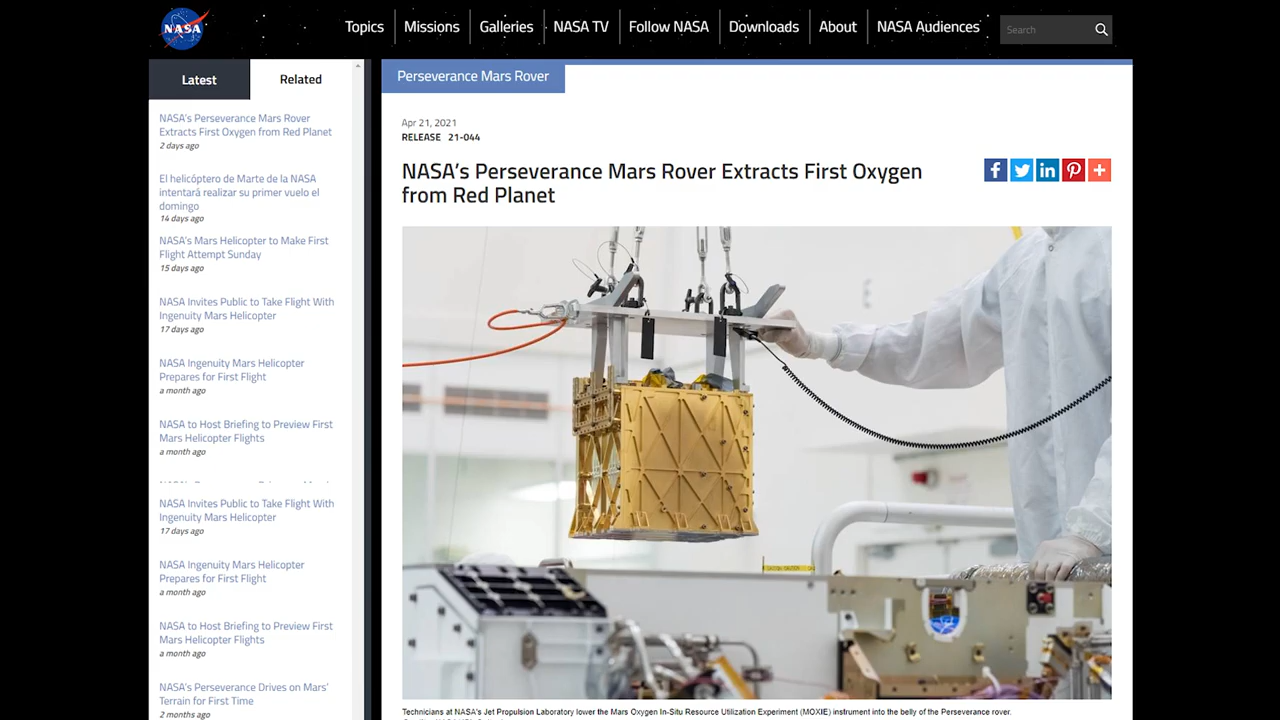 NASA
Topics
Missions
Galleries
NASA TV
Follow NASA
Downloads
About
NASA Audiences
Search
Latest
Related
NASA's Perseverance Mars Rover
Extracts First Oxygen from Red Planet
2 days ago
El helicóptero de Marte de la NASA
intentará realizar su primer vuelo el
domingo
14 days ago
NASA's Mars Helicopter to Make First
Flight Attempt Sunday
15 days ago
NASA Invites Public to Take Flight With
Ingenuity Mars Helicopter
17 days ago
NASA Ingenuity Mars Helicopter
Prepares for First Flight
a month ago
NASA to Host Briefing to Preview First
Mars Helicopter Flights
a month ago
NASA Invites Public to Take Flight With
Ingenuity Mars Helicopter
17 days ago
NASA Ingenuity Mars Helicopter
Prepares for First Flight
a month ago
NASA to Host Briefing to Preview First
Mars Helicopter Flights
a month ago
NASA's Perseverance Drives on Mars'
Terrain for First Time
2 months ago
Perseverance Mars Rover
Apr 21, 2021
RELEASE 21-044
NASA's Perseverance Mars Rover Extracts First Oxygen
from Red Planet
Technicians at NASA's Jet Propulsion Laboratory lower the Mars Oxygen In-Situ Resource Utilization Experiment (MOXIE) instrument into the belly of the Perseverance rover.